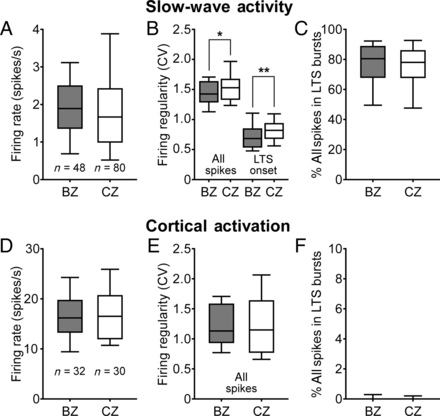 Slow-wave activity
A
Firing rate (spikes/s)
4
3
2
1
0
n = 48
n = 80
BZ
CZ
B
Firing regularity (CV)
2.5
2.0
1.5
1.0
0.5
*
**
All
spikes
LTS
onset
BZ
CZ
BZ
CZ
C
% All spikes in LTS bursts
100
80
60
40
20
0
BZ
CZ
Cortical activation
D
Firing rate (spikes/s)
30
20
10
0
n = 32
n = 30
BZ
CZ
E
Firing regularity (CV)
2.5
2.0
1.5
1.0
0.5
0
All
spikes
BZ
CZ
F
% All spikes in LTS bursts
10
8
6
4
2
0
BZ
CZ